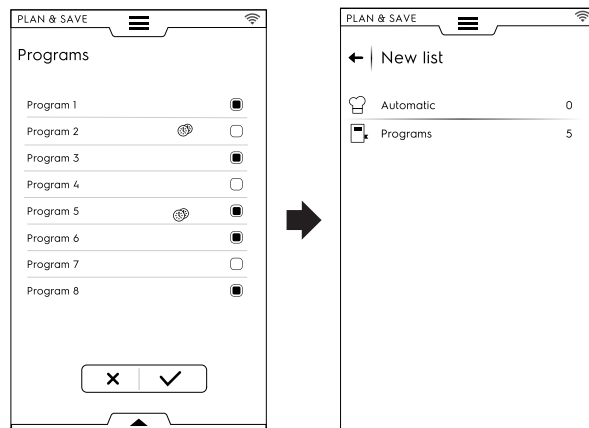 PLAN & SAVE
Programs
Program 1
Program 2
Program 3
Program 4
Program 5
Program 6
Program 7
Program 8
PLAN & SAVE
New list
Automatic 0
Programs 5